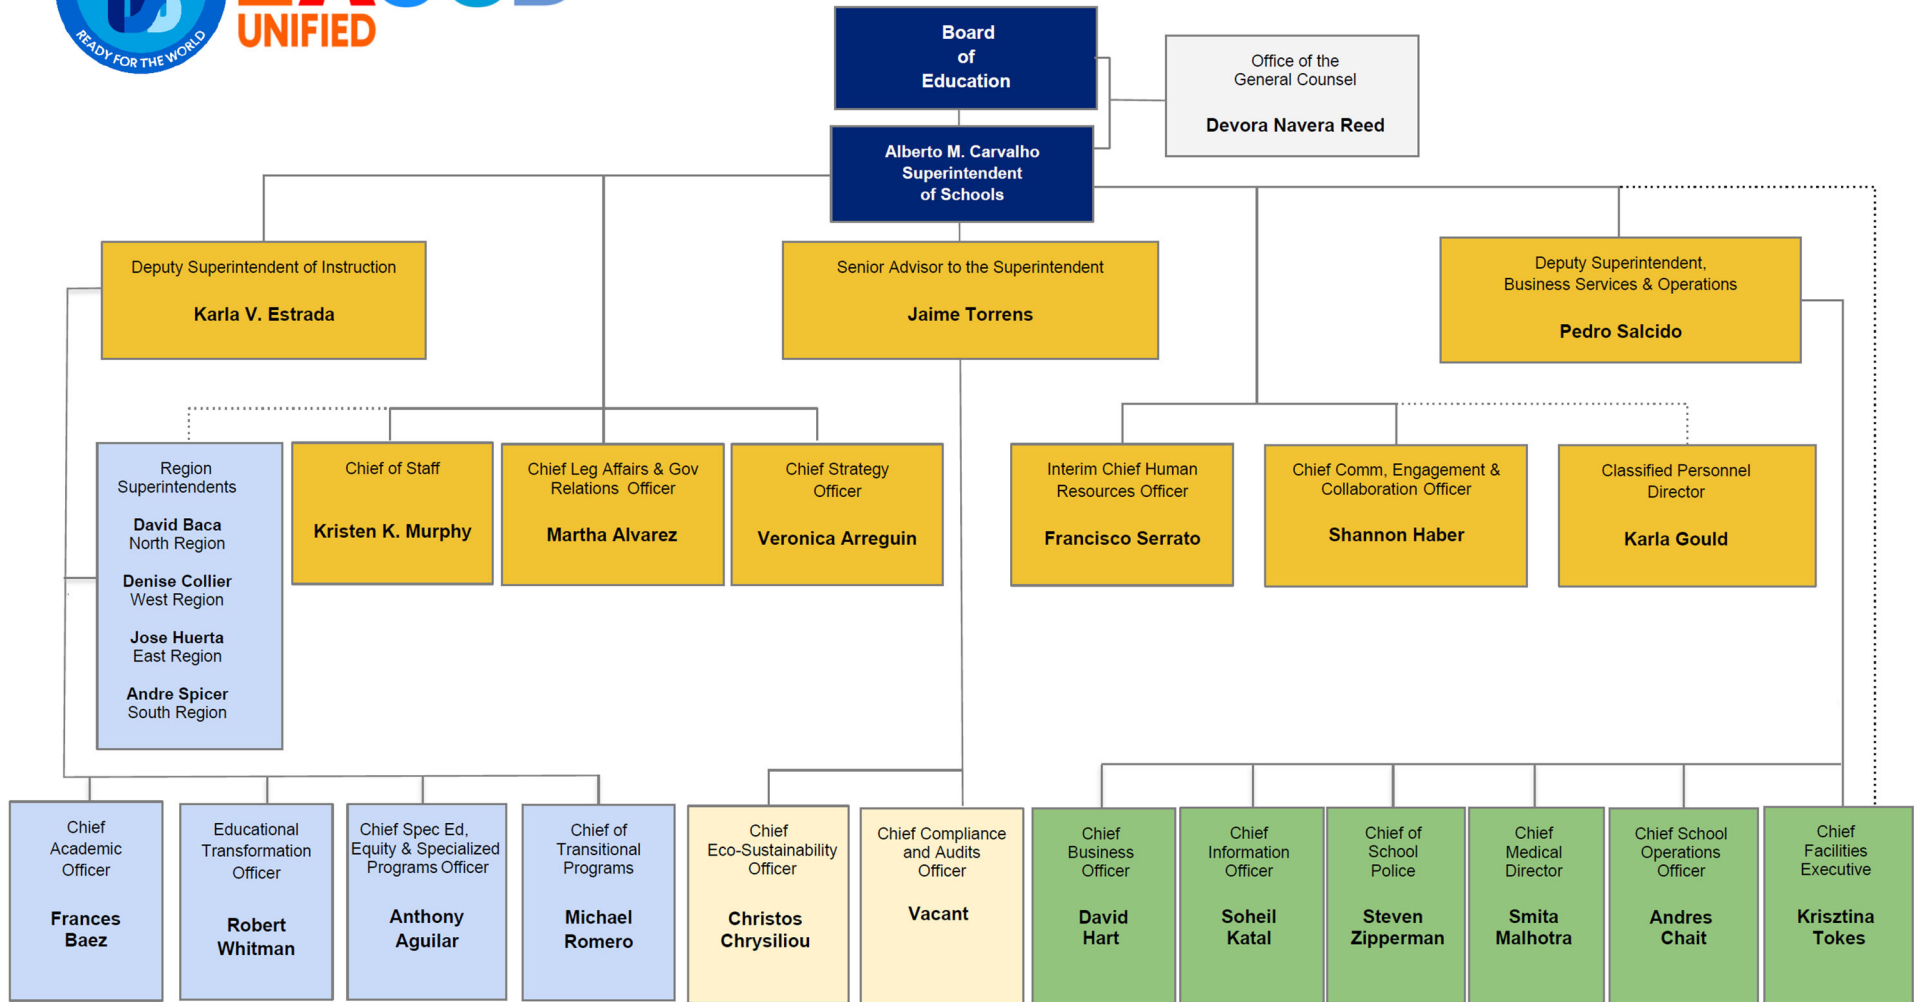 READY FOR THE WORLD
UNIFIED
Board
of
Education
Office of the
General Counsel
Devora Navera Reed
Alberto M. Carvalho
Superintendent
of Schools
Deputy Superintendent of Instruction
Karla V. Estrada
Senior Advisor to the Superintendent
Jaime Torrens
Deputy Superintendent,
Business Services & Operations
Pedro Salcido
Region
Superintendents
David Baca
North Region
Denise Collier
West Region
Jose Huerta
East Region
Andre Spicer
South Region
Chief of Staff
Kristen K. Murphy
Chief Leg Affairs & Gov
Relations Officer
Martha Alvarez
Chief Strategy
Officer
Veronica Arreguin
Interim Chief Human
Resources Officer
Francisco Serrato
Chief Comm, Engagement &
Collaboration Officer
Shannon Haber
Classified Personnel
Director
Karla Gould
Chief
Academic
Officer
Frances
Baez
Educational
Transformation
Officer
Robert
Whitman
Chief Spec Ed,
Equity & Specialized
Programs Officer
Anthony
Aguilar
Chief of
Transitional
Programs
Michael
Romero
Chief
Eco-Sustainability
Officer
Christos
Chrysiliou
Chief Compliance
and Audits
Officer
Vacant
Chief
Business
Officer
David
Hart
Chief
Information
Officer
Soheil
Katal
Chief of
School
Police
Steven
Zipperman
Chief
Medical
Director
Smita
Malhotra
Chief School
Operations
Officer
Andres
Chait
Chief
Facilities
Executive
Krisztina
Tokes